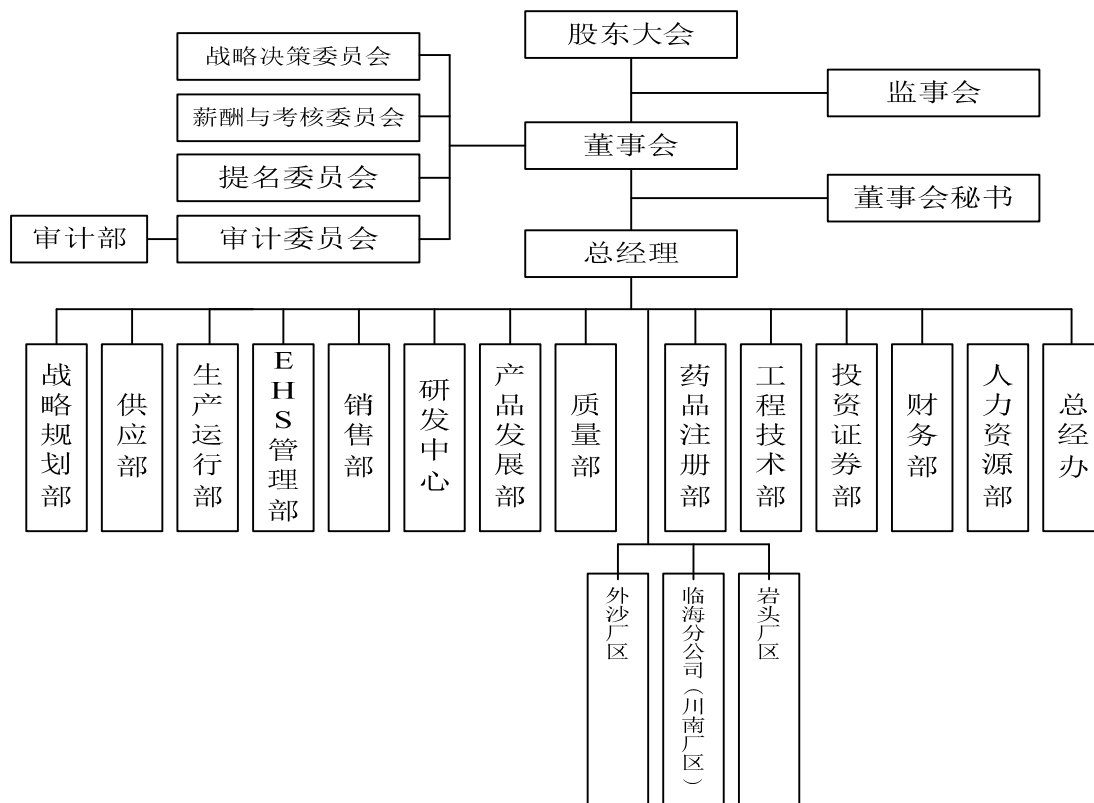 股东大会
战略决策委员会
监事会
薪酬与考核委员会
董事会
提名委员会
董事会秘书
审计部
审计委员会
总经理
战略规划部
供应部
生产运行部
EHS管理部
销售部
研发中心
产品发展部
质量部
药品注册部
工程技术部
投资证券部
财务部
人力资源部
总经办
外沙厂区
临海分公司（川南厂区）
岩头厂区